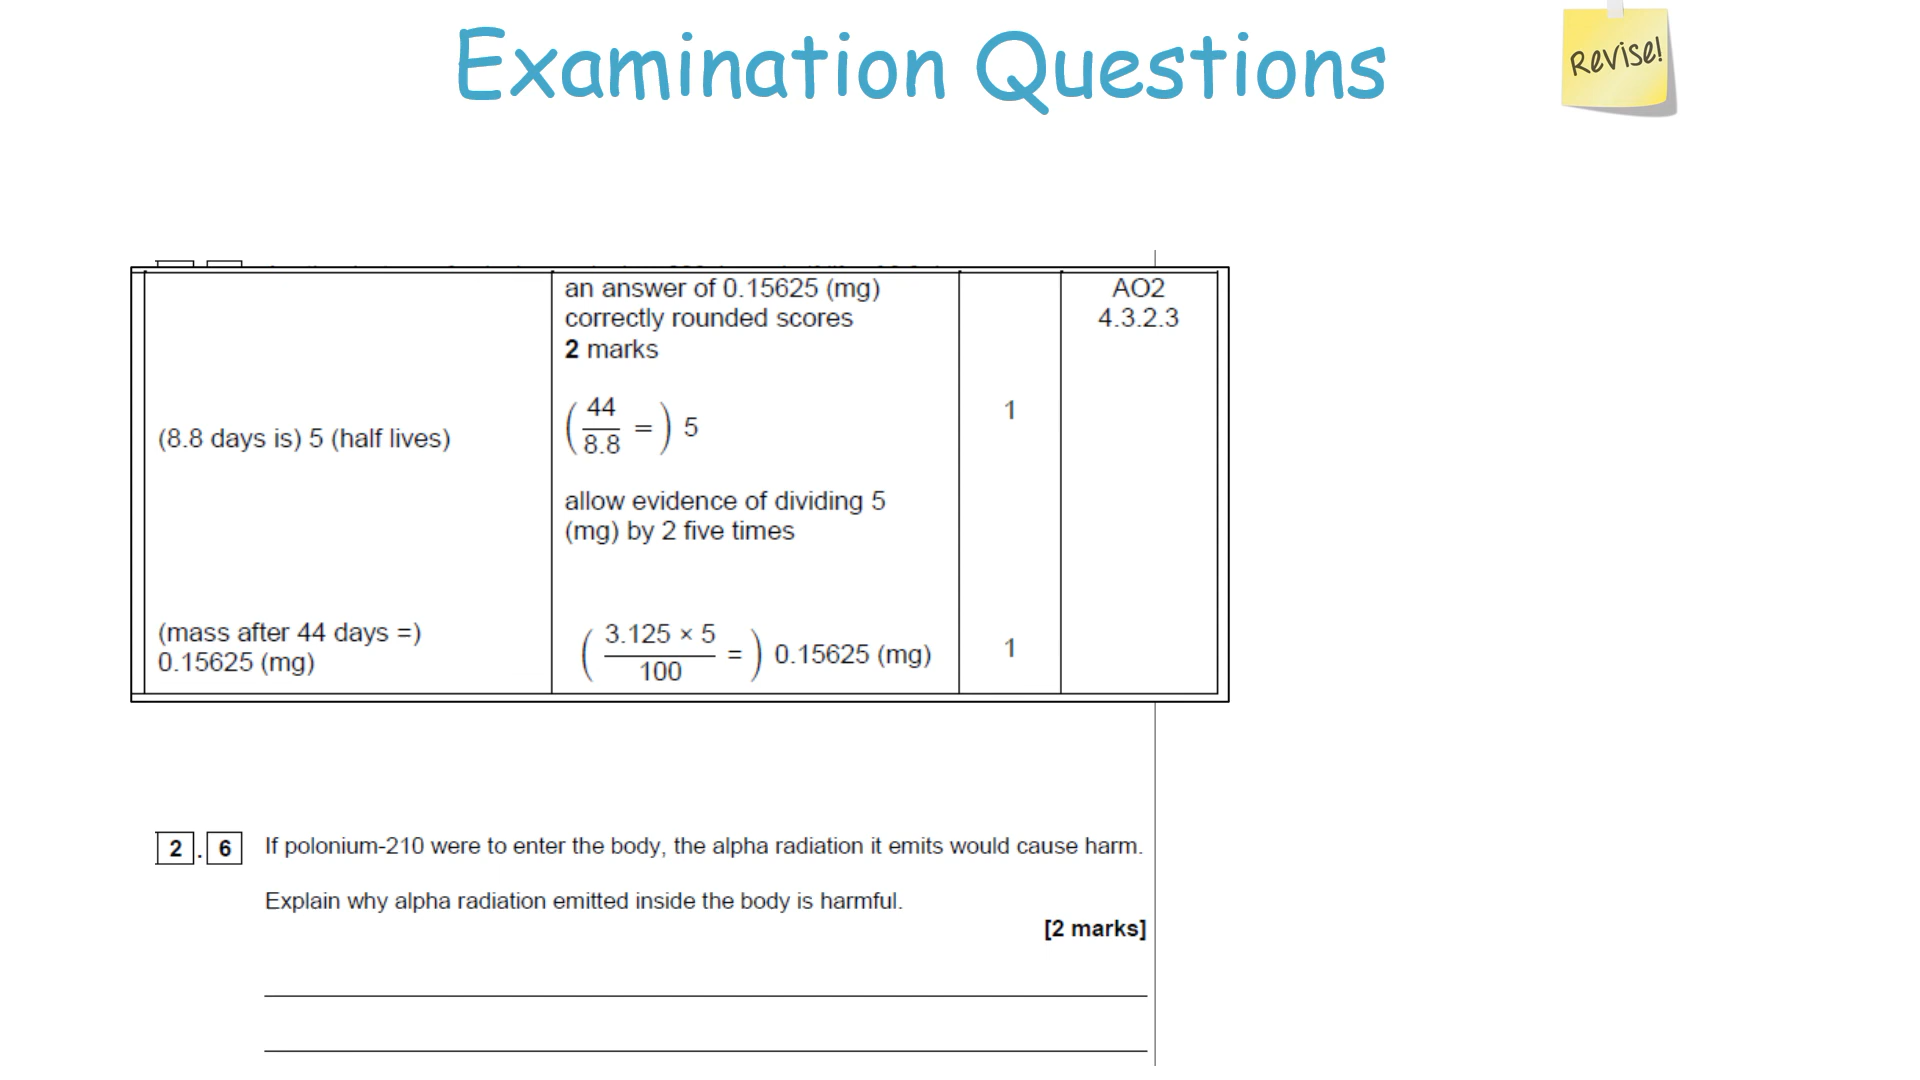 Examination Questions
Revise!
an answer of 0.15625 (mg)
correctly rounded scores
2 marks
AO2
4.3.2.3
(8.8 days is) 5 (half lives)
( 44 / 8.8 = ) 5
1
allow evidence of dividing 5
(mg) by 2 five times
(mass after 44 days =)
0.15625 (mg)
( 3.125 × 5 / 100 = ) 0.15625 (mg)
1
2 . 6 If polonium-210 were to enter the body, the alpha radiation it emits would cause harm.
Explain why alpha radiation emitted inside the body is harmful.
[2 marks]